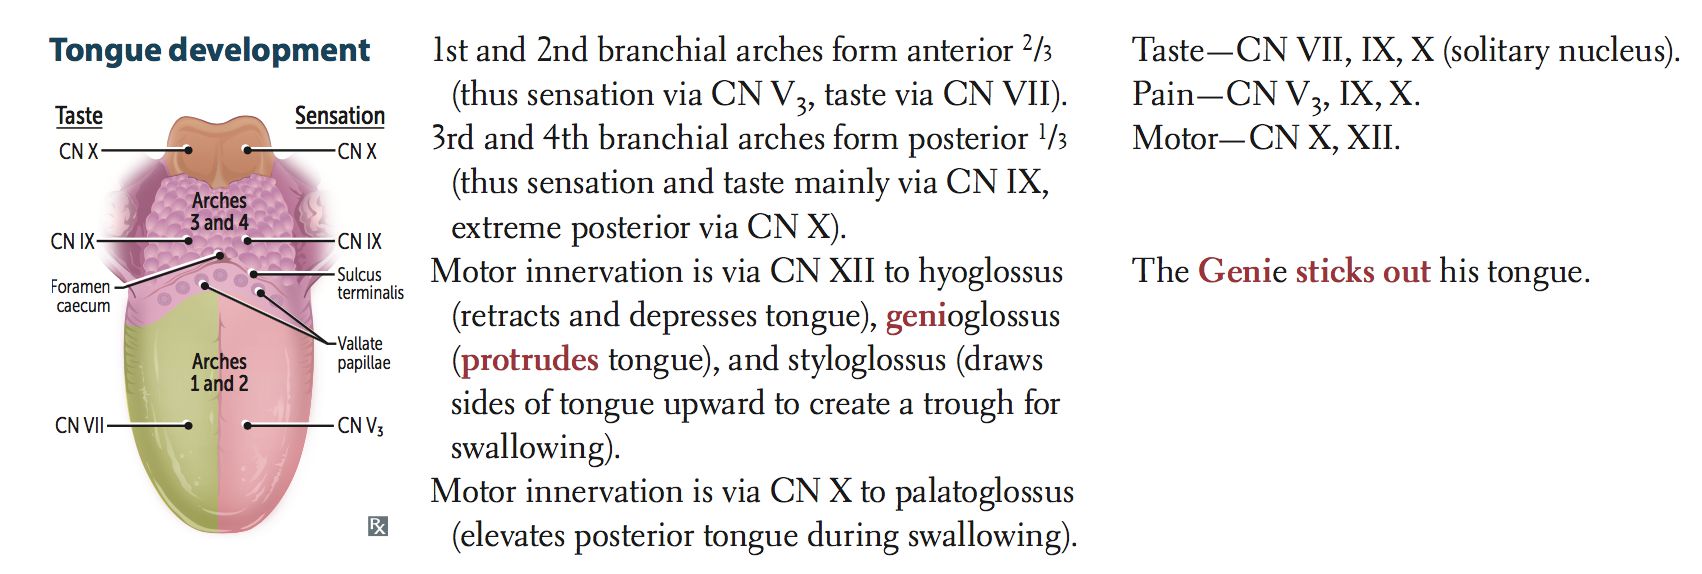 Tongue development
Taste
Sensation
CN X
CN X
Arches
3 and 4
CN IX
CN IX
Foramen
caecum
Sulcus
terminalis
Vallate
papillae
Arches
1 and 2
CN VII
CN V₃
Rx
1st and 2nd branchial arches form anterior 2/3
(thus sensation via CN V₃, taste via CN VII).
3rd and 4th branchial arches form posterior 1/3
(thus sensation and taste mainly via CN IX,
extreme posterior via CN X).
Motor innervation is via CN XII to hyoglossus
(retracts and depresses tongue), genioglossus
(protrudes tongue), and styloglossus (draws
sides of tongue upward to create a trough for
swallowing).
Motor innervation is via CN X to palatoglossus
(elevates posterior tongue during swallowing).
Taste—CN VII, IX, X (solitary nucleus).
Pain—CN V₃, IX, X.
Motor—CN X, XII.
The Genie sticks out his tongue.